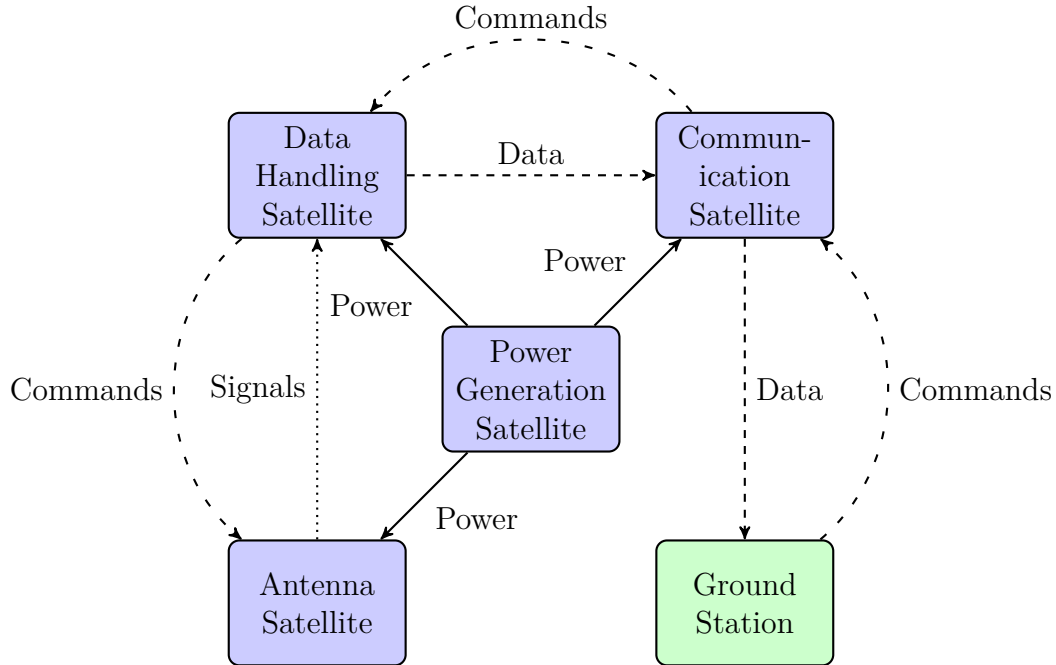 Commands
Data
Handling
Satellite
Data
Commun-
ication
Satellite
Power
Power
Commands
Signals
Power
Generation
Satellite
Data
Commands
Power
Antenna
Satellite
Ground
Station